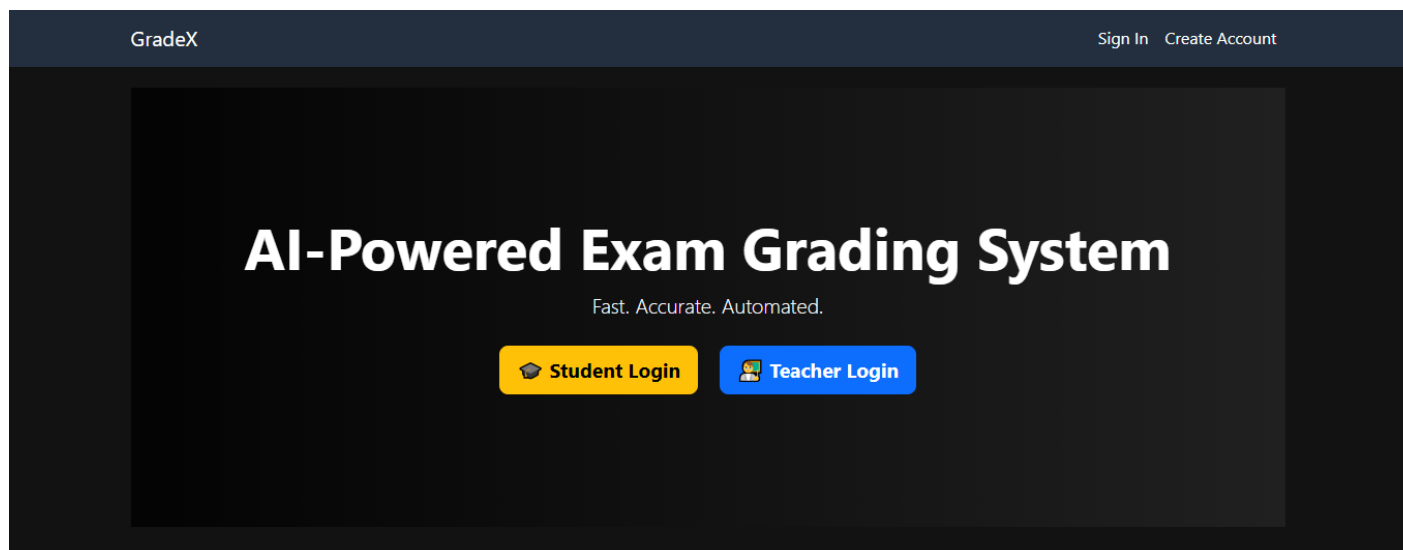 GradeX
Sign In Create Account
AI-Powered Exam Grading System
Fast. Accurate. Automated.
🎓 Student Login
👨‍🏫 Teacher Login